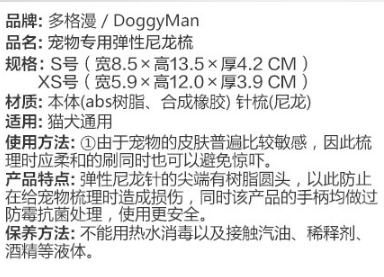 品牌: 多格漫 / DoggyMan
品名: 宠物专用弹性尼龙梳
规格: S号 ( 宽8.5×高13.5×厚4.2 CM )
XS号 ( 宽5.9×高12.0×厚3.9 CM )
材质: 本体(abs树脂、合成橡胶) 针梳(尼龙)
适用: 猫犬通用
使用方法: ①由于宠物的皮肤普遍比较敏感，因此梳
理时应柔和的刷同时也可以避免惊吓。
产品特点: 弹性尼龙针的尖端有树脂圆头，以此防止
在给宠物梳理时造成损伤，同时该产品的手柄均做过
防霉抗菌处理，使用更安全。
保养方法: 不能用热水消毒以及接触汽油、稀释剂、
酒精等液体。